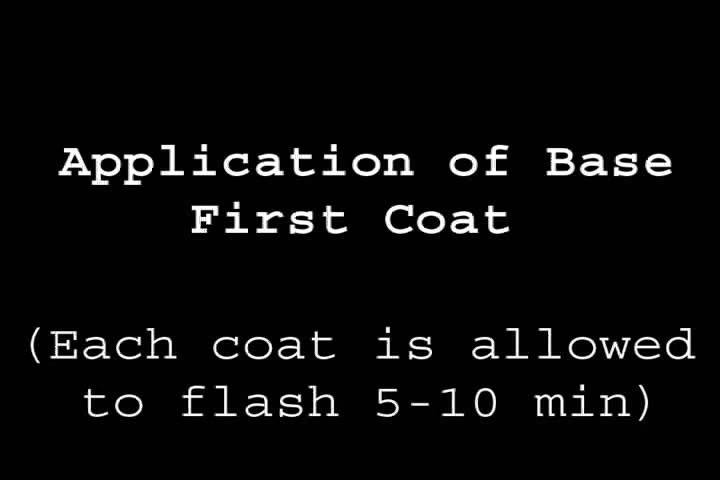 Application of Base
First Coat
(Each coat is allowed
to flash 5-10 min)